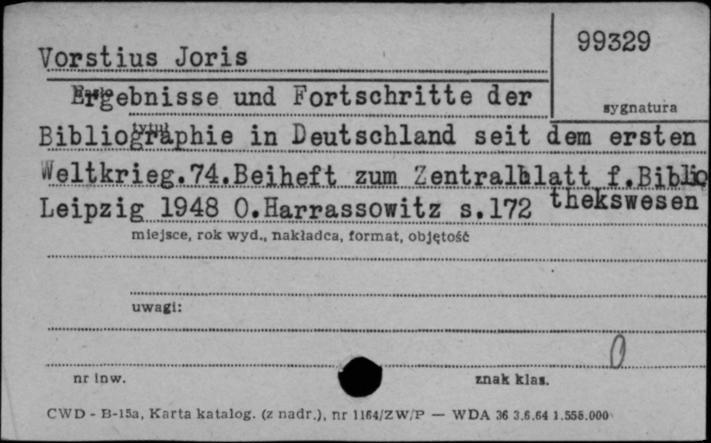 99329
Vorstius Joris
sygnatura
Ergebnisse und Fortschritte der
Bibliographie in Deutschland seit dem ersten
Weltkrieg.74.Beiheft zum Zentralblatt f.Biblio
thekswesen
Leipzig 1948 O.Harrassowitz s.172
miejsce, rok wyd., nakładca, format, objętość
uwagi:
0
nr inw. znak klas.
CWD - B-15a, Karta katalog. (z nadr.), nr 1164/ZW/P — WDA 36 3.6.64 1.558.000